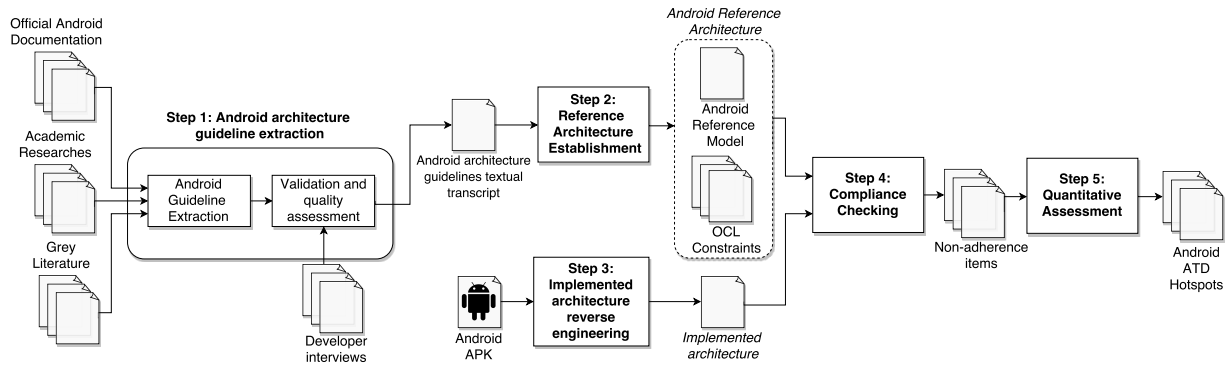 Official Android
Documentation
Academic
Researches
Grey
Literature
Step 1: Android architecture
guideline extraction
Android
Guideline
Extraction
Validation and
quality
assessment
Developer
interviews
Android architecture
guidelines textual
transcript
Step 2:
Reference
Architecture
Establishment
Android Reference
Architecture
Android
Reference
Model
OCL
Constraints
Android
APK
Step 3:
Implemented
architecture
reverse
engineering
Implemented
architecture
Step 4:
Compliance
Checking
Non-adherence
items
Step 5:
Quantitative
Assessment
Android
ATD
Hotspots